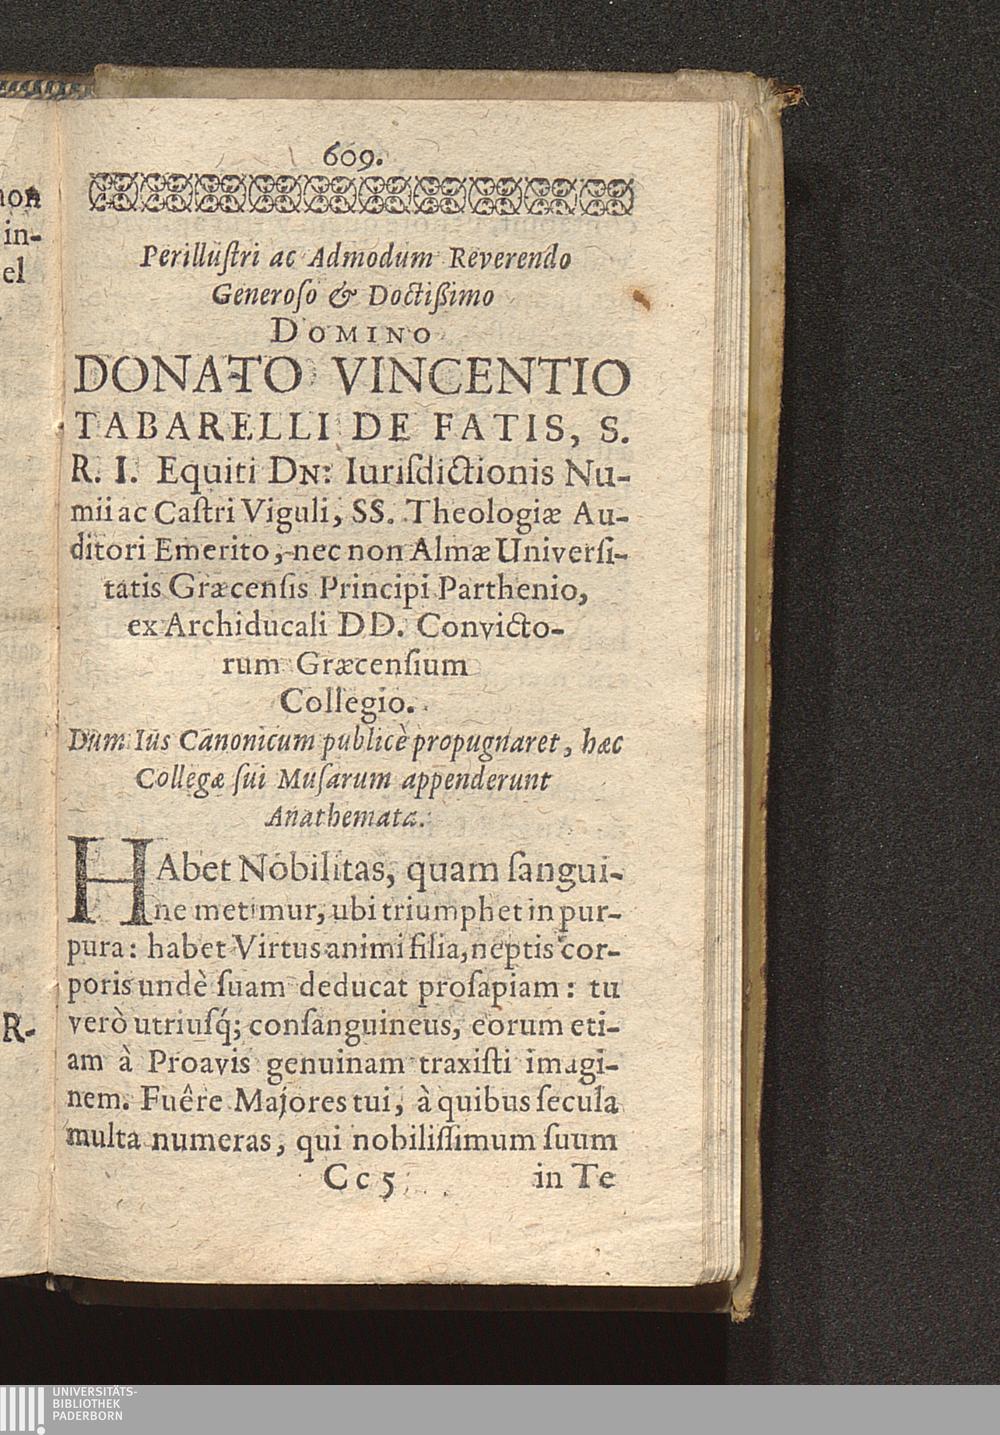 609.
Perilluſtri ac Admodum Reverendo
Generoſo & Doctißimo
DOMINO
DONATO VINCENTIO
TABARELLI DE FATIS, S.
R. I. Equiti DN: Iuriſdictionis Nu-
mii ac Caſtri Viguli, SS. Theologiæ Au-
ditori Emerito, nec non Almæ Univerſi-
tatis Græcenſis Principi Parthenio,
ex Archiducali DD. Convicto-
rum Græcenſium
Collegio.
Dum Ius Canonicum publicè propugnaret, hæc
Collegæ ſui Muſarum appenderunt
Anathemata.
HAbet Nobilitas, quam ſangui-
ne metimur, ubi triumphet in pur-
pura: habet Virtus animi filia, neptis cor-
poris undè ſuam deducat proſapiam: tu
verò utriuſq́; conſanguineus, eorum eti-
am à Proavis genuinam traxiſti imagi-
nem. Fuêre Majores tui, à quibus ſecula
multa numeras, qui nobiliſſimum ſuum
Cc5 in Te
non
in-
el
R-
UNIVERSITÄTS-
BIBLIOTHEK
PADERBORN